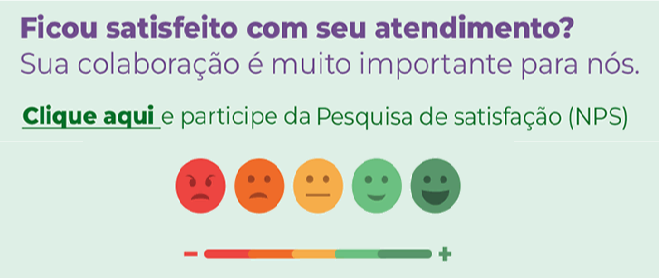 Ficou satisfeito com seu atendimento?
Sua colaboração é muito importante para nós.
Clique aqui e participe da Pesquisa de satisfação (NPS)
- +